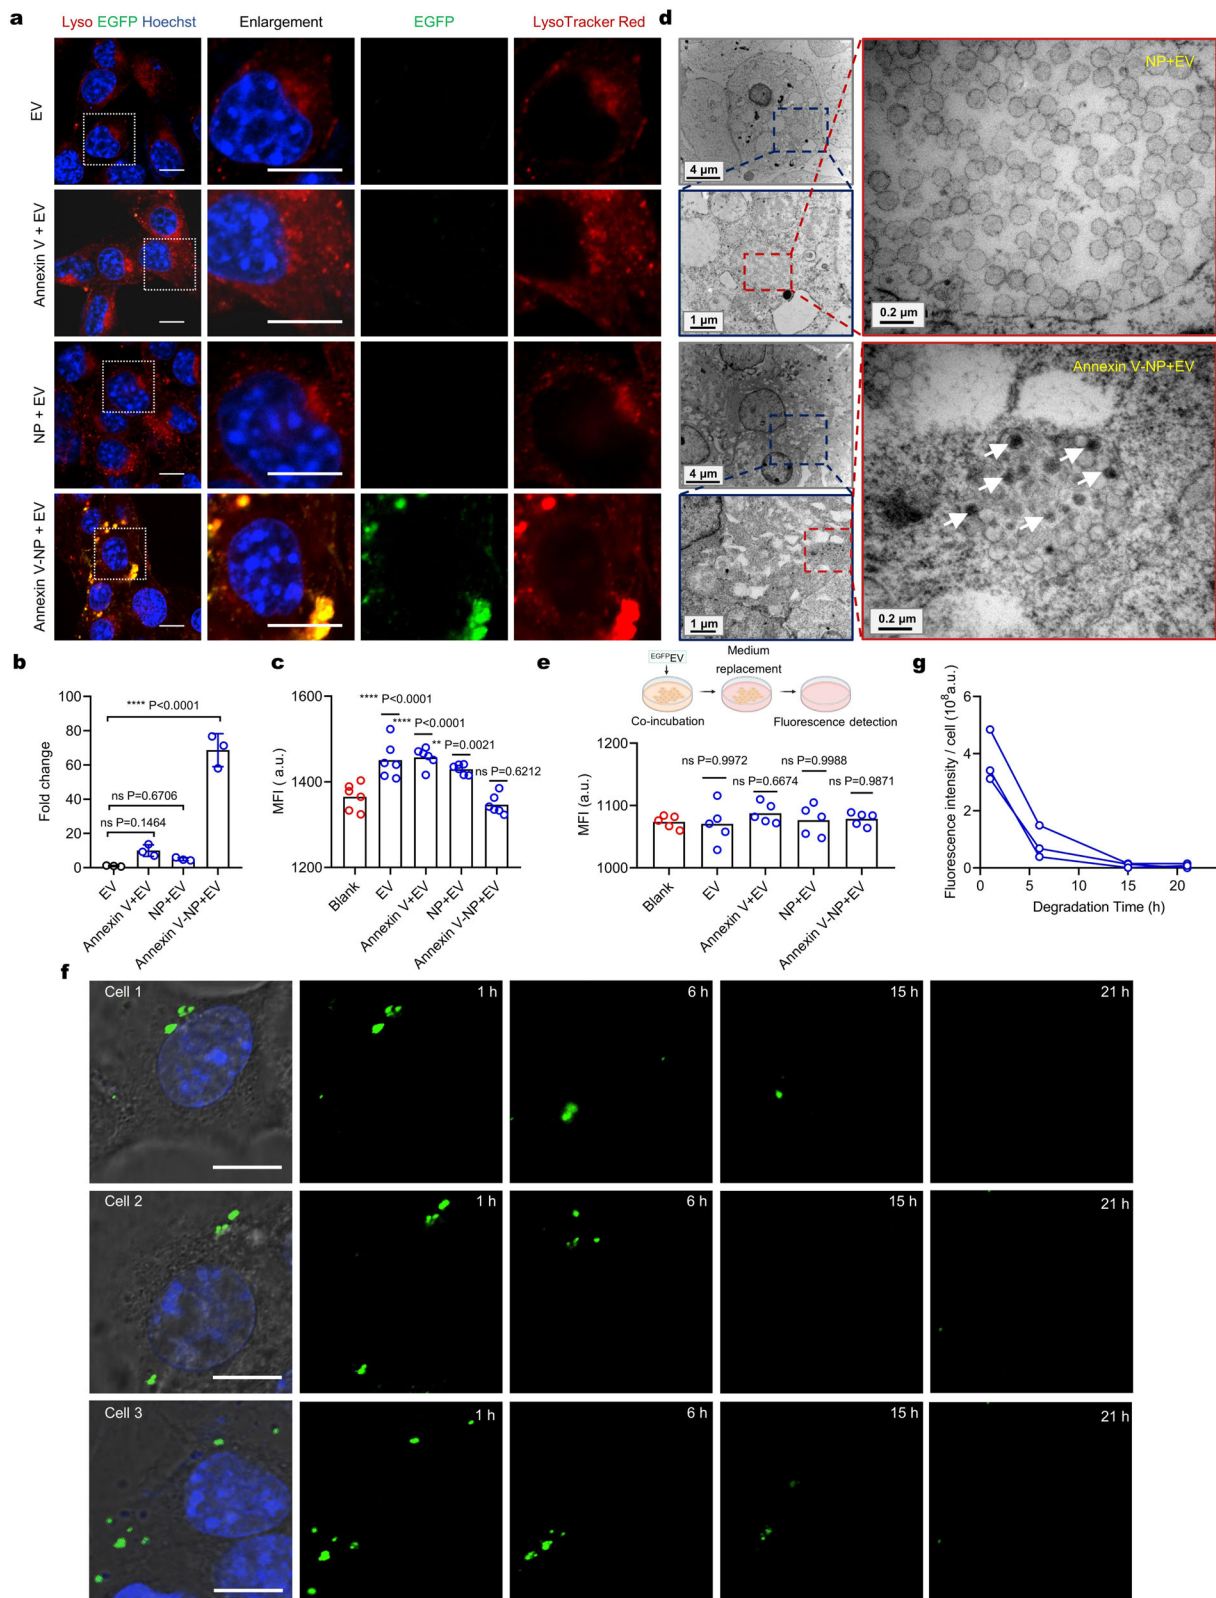 a
Lyso EGFP Hoechst
Enlargement
EGFP
LysoTracker Red
EV
Annexin V + EV
NP + EV
Annexin V-NP + EV
d
NP+EV
4 µm
1 µm
0.2 µm
Annexin V-NP+EV
4 µm
1 µm
0.2 µm
b
Fold change
100
80
60
40
20
0
**** P<0.0001
ns P=0.6706
ns P=0.1464
EV
Annexin V+EV
NP+EV
Annexin V-NP+EV
c
MFI ( a.u.)
1600
1400
1200
**** P<0.0001
**** P<0.0001
** P=0.0021
ns P=0.6212
Blank
EV
Annexin V+EV
NP+EV
Annexin V-NP+EV
e
EGFPEV
Medium
replacement
Co-incubation
Fluorescence detection
MFI (a.u.)
1200
1100
1000
ns P=0.9972
ns P=0.9988
ns P=0.6674
ns P=0.9871
Blank
EV
Annexin V+EV
NP+EV
Annexin V-NP+EV
g
Fluorescence intensity / cell (10⁸a.u.)
6
4
2
0
0
5
10
15
20
Degradation Time (h)
f
Cell 1
1 h
6 h
15 h
21 h
Cell 2
1 h
6 h
15 h
21 h
Cell 3
1 h
6 h
15 h
21 h